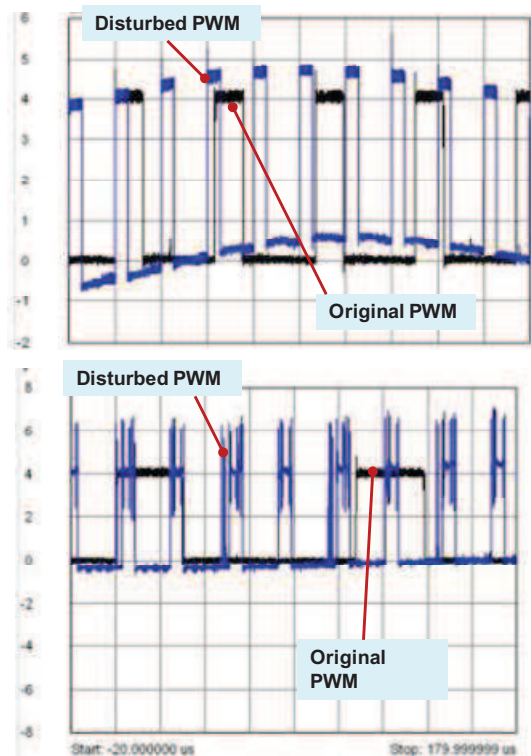 6
Disturbed PWM
5
4
3
2
1
Original PWM
0
-1
-2
8
Disturbed PWM
6
4
2
0
-2
Original
PWM
-4
-6
-8
Start: -20.000000 us
Stop: 179.999999 us